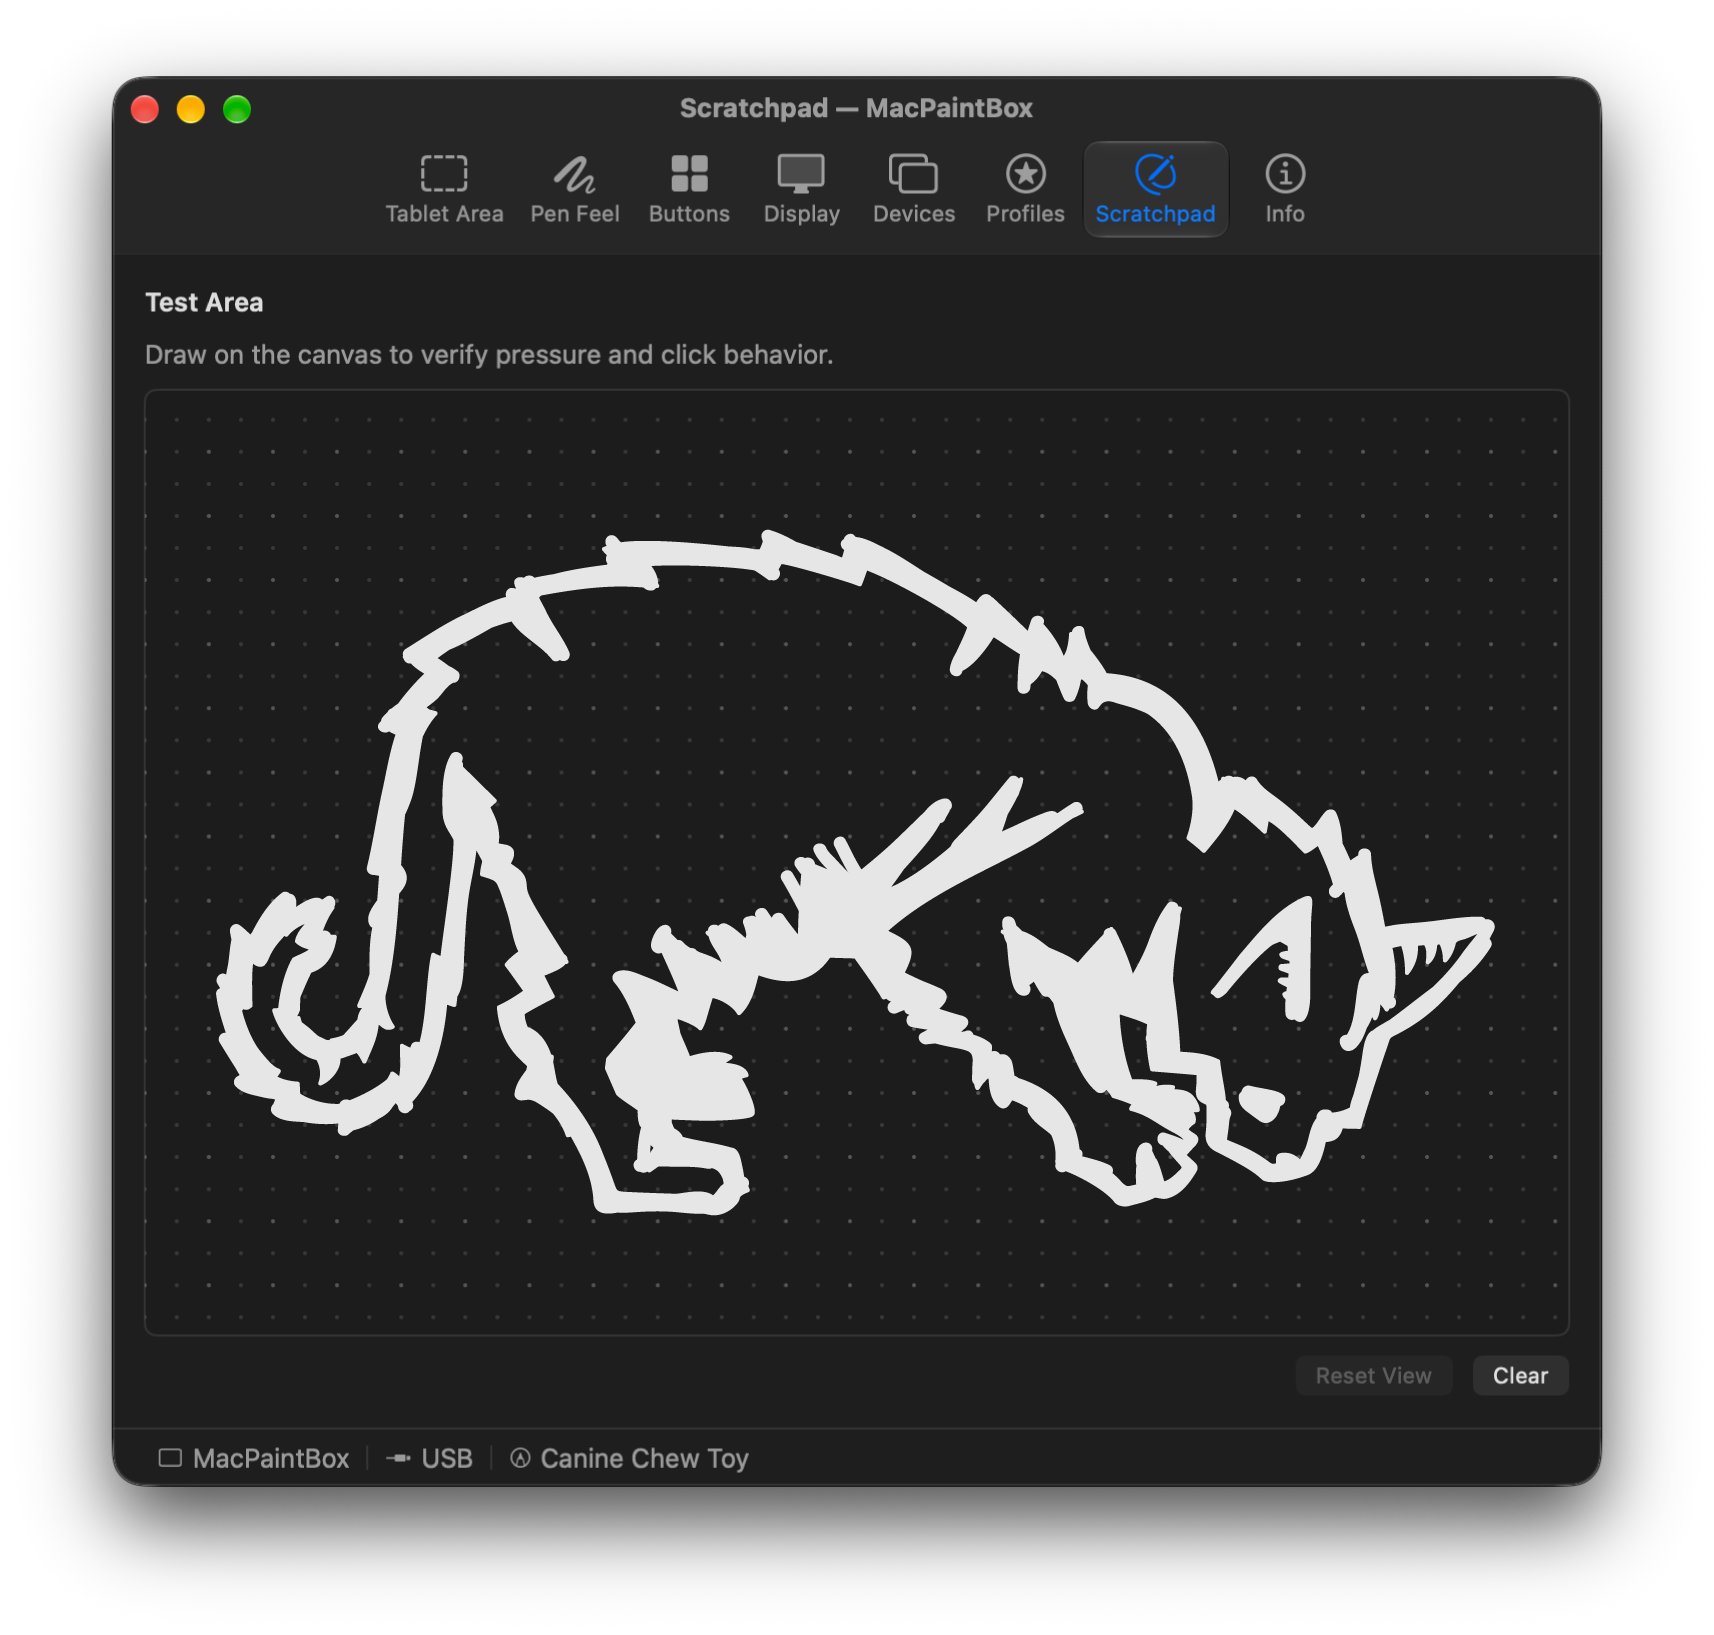 Scratchpad — MacPaintBox
Tablet Area Pen Feel Buttons Display Devices Profiles Scratchpad Info
Test Area
Draw on the canvas to verify pressure and click behavior.
Reset View Clear
MacPaintBox USB Canine Chew Toy